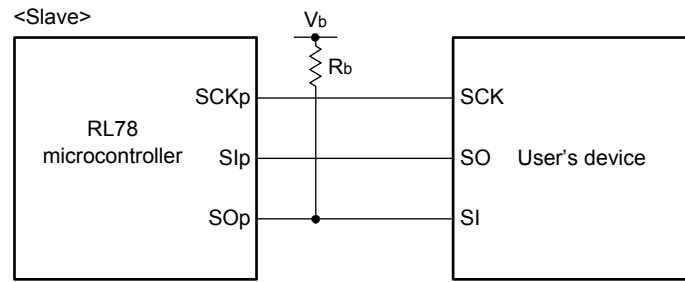 <Slave>
Vb
Rb
SCKp
SCK
RL78
microcontroller
SIp
SO
User's device
SOp
SI